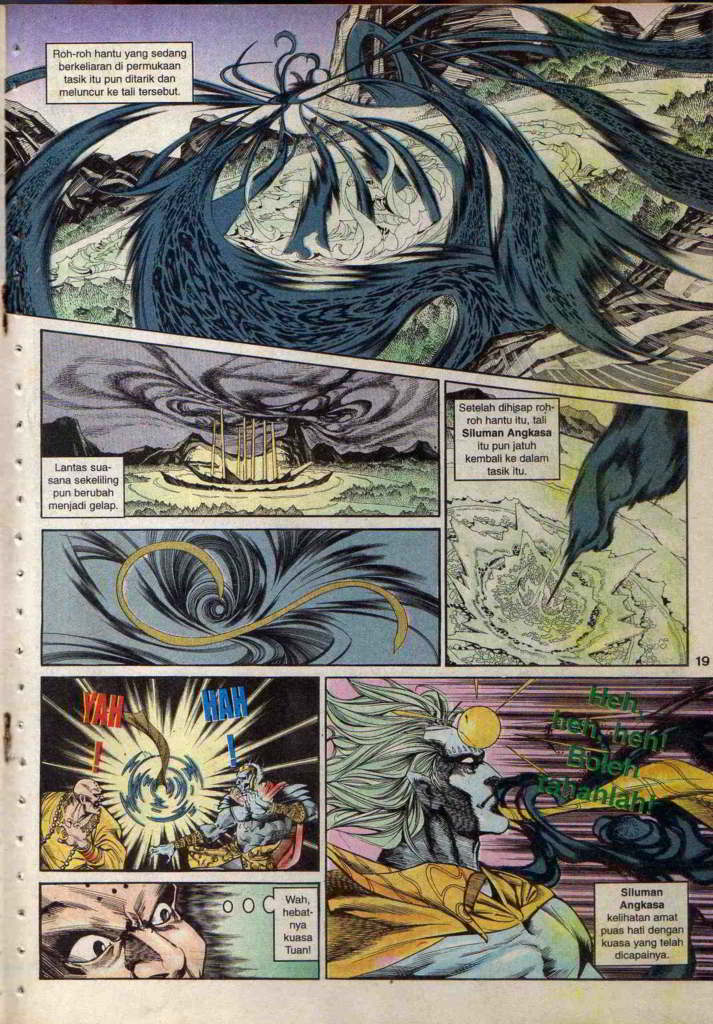 Roh-roh hantu yang sedang
berkeliaran di permukaan
tasik itu pun ditarik dan
meluncur ke tali tersebut.
Lantas sua-
sana sekeliling
pun berubah
menjadi gelap.
Setelah dihisap roh-
roh hantu itu, tali
Siluman Angkasa
itu pun jatuh
kembali ke dalam
tasik itu.
19
YAH
!
HAH
!
Heh,
heh, heh!
Boleh
tahanlah!
Wah,
hebat-
nya
kuasa
Tuan!
Siluman
Angkasa
kelihatan amat
puas hati dengan
kuasa yang telah
dicapainya.